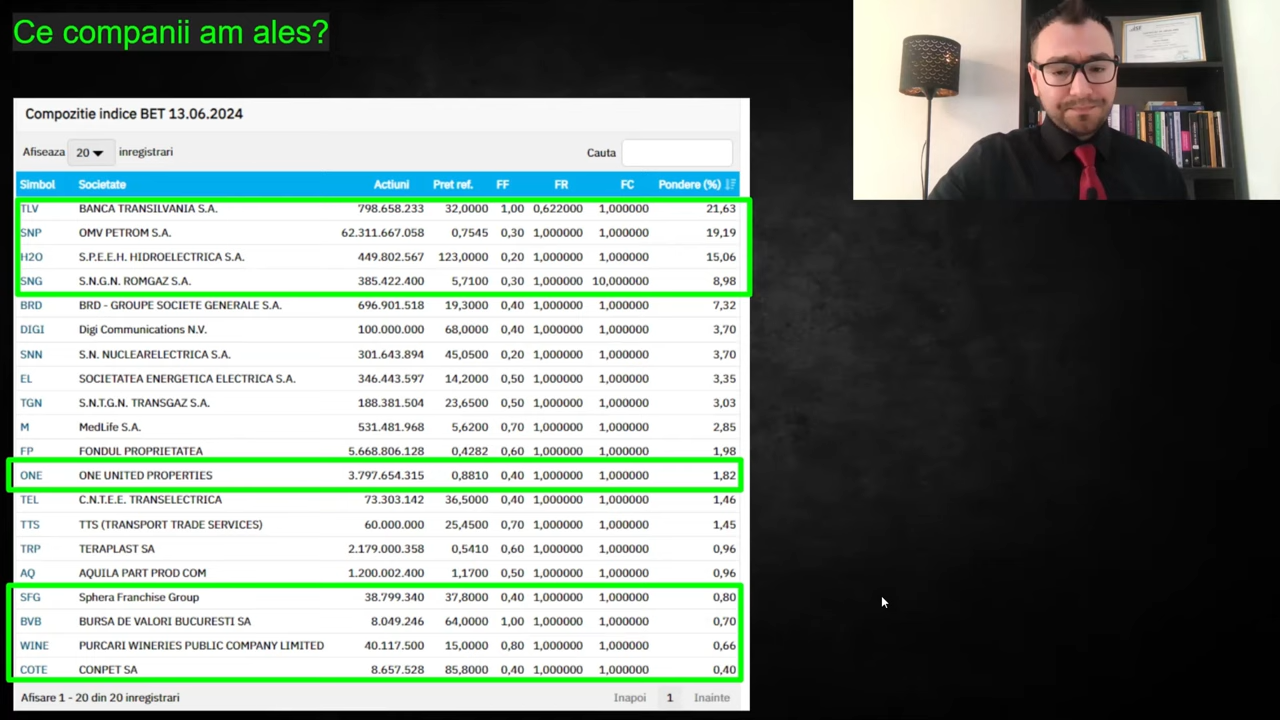 Ce companii am ales?
Compozitie indice BET 13.06.2024
Afiseaza 20 inregistrari Cauta
Simbol Societate Actiuni Pret ref. FF FR FC Pondere (%)
TLV BANCA TRANSILVANIA S.A. 798.658.233 32,0000 1,00 0,622000 1,000000 21,63
SNP OMV PETROM S.A. 62.311.667.058 0,7545 0,30 1,000000 1,000000 19,19
H2O S.P.E.E.H. HIDROELECTRICA S.A. 449.802.567 123,0000 0,20 1,000000 1,000000 15,06
SNG S.N.G.N. ROMGAZ S.A. 385.422.400 5,7100 0,30 1,000000 10,000000 8,98
BRD BRD - GROUPE SOCIETE GENERALE S.A. 696.901.518 19,3000 0,40 1,000000 1,000000 7,32
DIGI Digi Communications N.V. 100.000.000 68,0000 0,40 1,000000 1,000000 3,70
SNN S.N. NUCLEARELECTRICA S.A. 301.643.894 45,0500 0,20 1,000000 1,000000 3,70
EL SOCIETATEA ENERGETICA ELECTRICA S.A. 346.443.597 14,2000 0,50 1,000000 1,000000 3,35
TGN S.N.T.G.N. TRANSGAZ S.A. 188.381.504 23,6500 0,50 1,000000 1,000000 3,03
M MedLife S.A. 531.481.968 5,6200 0,70 1,000000 1,000000 2,85
FP FONDUL PROPRIETATEA 5.668.806.128 0,4282 0,60 1,000000 1,000000 1,98
ONE ONE UNITED PROPERTIES 3.797.654.315 0,8810 0,40 1,000000 1,000000 1,82
TEL C.N.T.E.E. TRANSELECTRICA 73.303.142 36,5000 0,40 1,000000 1,000000 1,46
TTS TTS (TRANSPORT TRADE SERVICES) 60.000.000 25,4500 0,70 1,000000 1,000000 1,45
TRP TERAPLAST SA 2.179.000.358 0,5410 0,60 1,000000 1,000000 0,96
AQ AQUILA PART PROD COM 1.200.002.400 1,1700 0,50 1,000000 1,000000 0,96
SFG Sphera Franchise Group 38.799.340 37,8000 0,40 1,000000 1,000000 0,80
BVB BURSA DE VALORI BUCURESTI SA 8.049.246 64,0000 1,00 1,000000 1,000000 0,70
WINE PURCARI WINERIES PUBLIC COMPANY LIMITED 40.117.500 15,0000 0,80 1,000000 1,000000 0,66
COTE CONPET SA 8.657.528 85,8000 0,40 1,000000 1,000000 0,40
Afisare 1 - 20 din 20 inregistrari Inapoi 1 Inainte